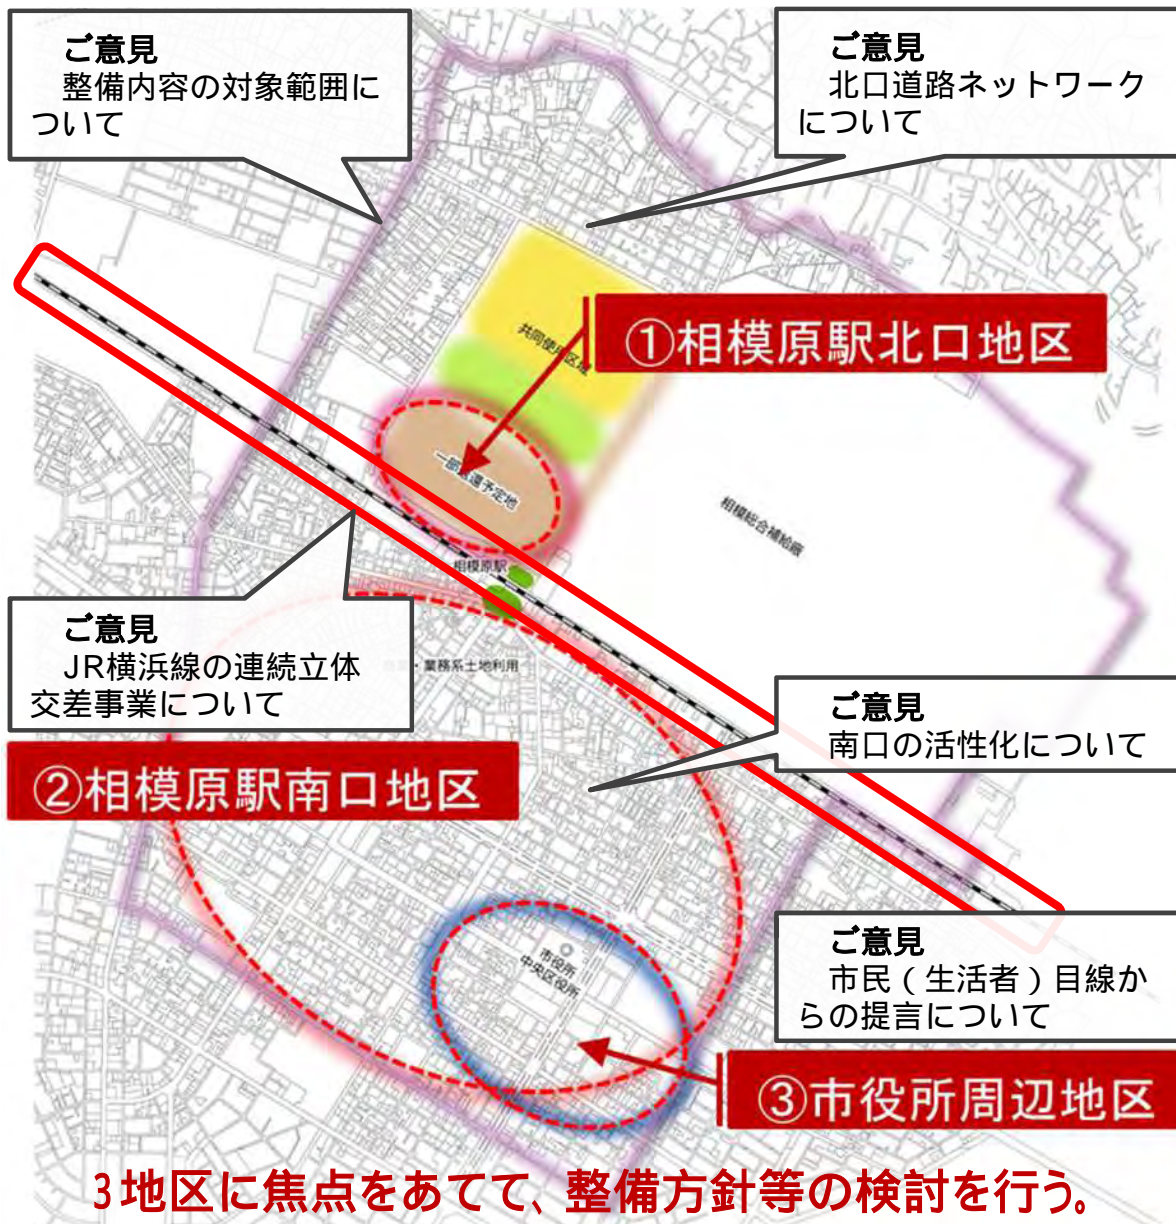 ご意見
整備内容の対象範囲に
ついて
ご意見
北口道路ネットワーク
について
①相模原駅北口地区
共同使用区域
一部返還予定地
相模総合補給廠
相模原駅
ご意見
JR横浜線の連続立体
交差事業について
・業務系土地利用
ご意見
南口の活性化について
②相模原駅南口地区
市役所
中央区役所
ご意見
市民（生活者）目線か
らの提言について
③市役所周辺地区
3地区に焦点をあてて、整備方針等の検討を行う。